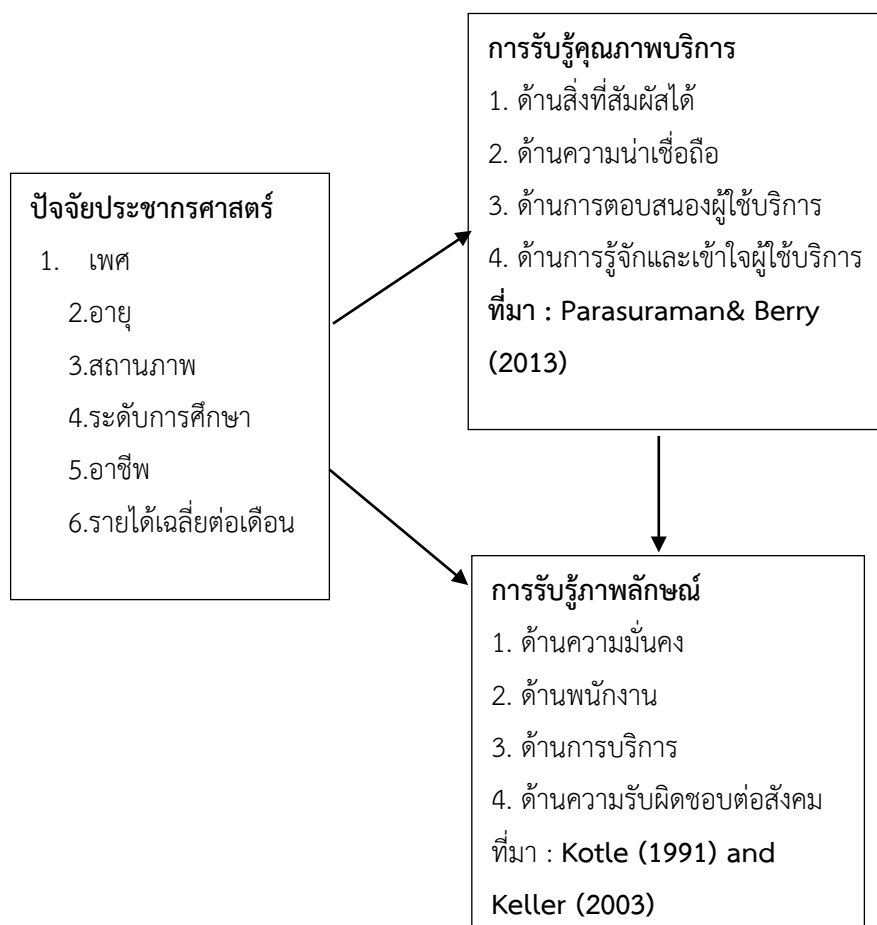 ปัจจัยประชากรศาสตร์
1. เพศ
2.อายุ
3.สถานภาพ
4.ระดับการศึกษา
5.อาชีพ
6.รายได้เฉลี่ยต่อเดือน
การรับรู้คุณภาพบริการ
1. ด้านสิ่งที่สัมผัสได้
2. ด้านความน่าเชื่อถือ
3. ด้านการตอบสนองผู้ใช้บริการ
4. ด้านการรู้จักและเข้าใจผู้ใช้บริการ
ที่มา : Parasuraman& Berry
(2013)
การรับรู้ภาพลักษณ์
1. ด้านความมั่นคง
2. ด้านพนักงาน
3. ด้านการบริการ
4. ด้านความรับผิดชอบต่อสังคม
ที่มา : Kotle (1991) and
Keller (2003)